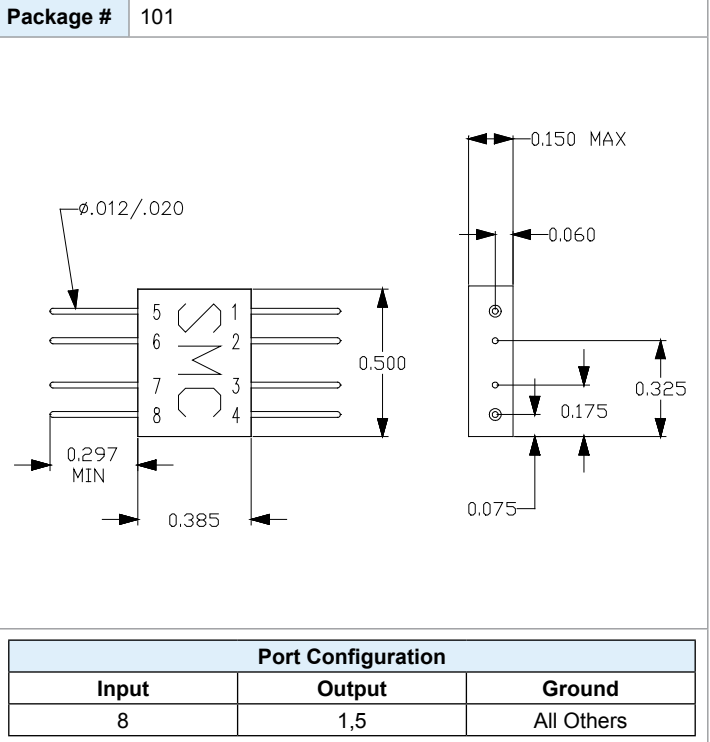 Package # 101
0.150 MAX
ø.012/.020
0.060
5 1
6 2
SMC
7 3
8 4
0.500
0.325
0.175
0.297
MIN
0.385
0.075
Port Configuration
Input Output Ground
8 1,5 All Others